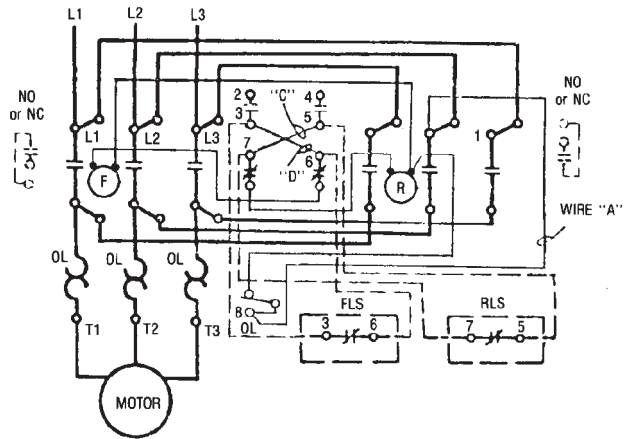 L1 L2 L3
NO
or NC
NO
or NC
2 "C" 4
3 5
L1 L2 L3
7 6
"D"
1
F
R
WIRE "A"
OL OL OL
8
OL
FLS RLS
3 6 7 5
T1 T2 T3
MOTOR